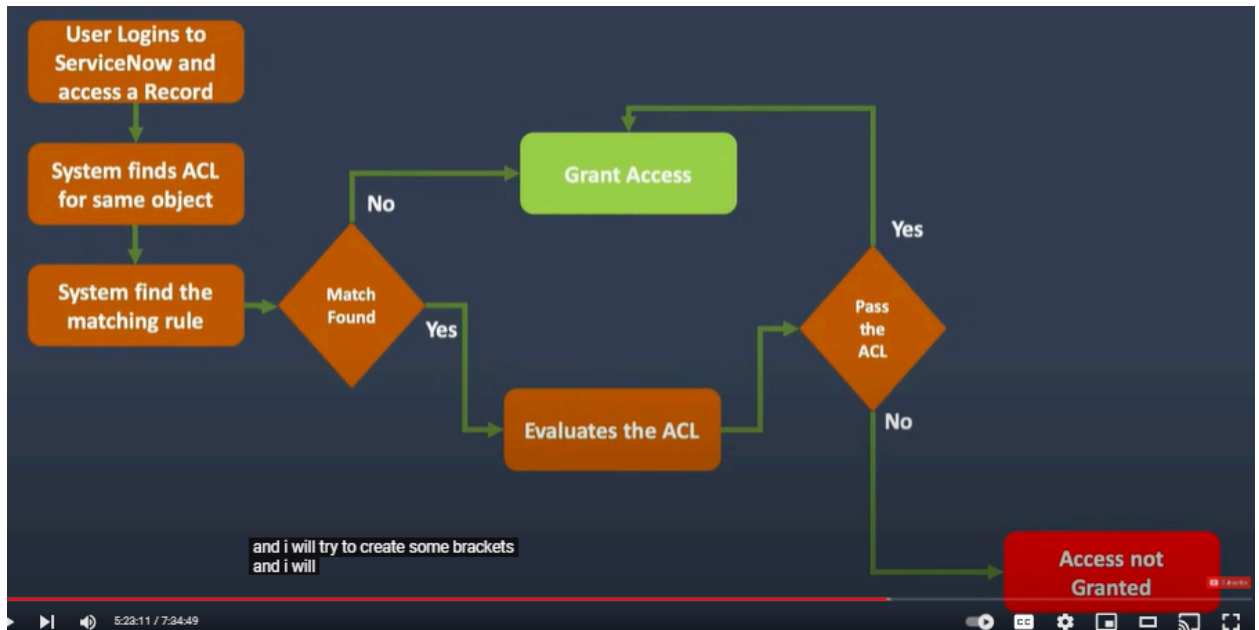 User Logins to
ServiceNow and
access a Record
System finds ACL
for same object
System find the
matching rule
Match
Found
No
Yes
Grant Access
Evaluates the ACL
Pass
the
ACL
Yes
No
Access not
Granted
and i will try to create some brackets
and i will
5:23:11 / 7:34:49
CC